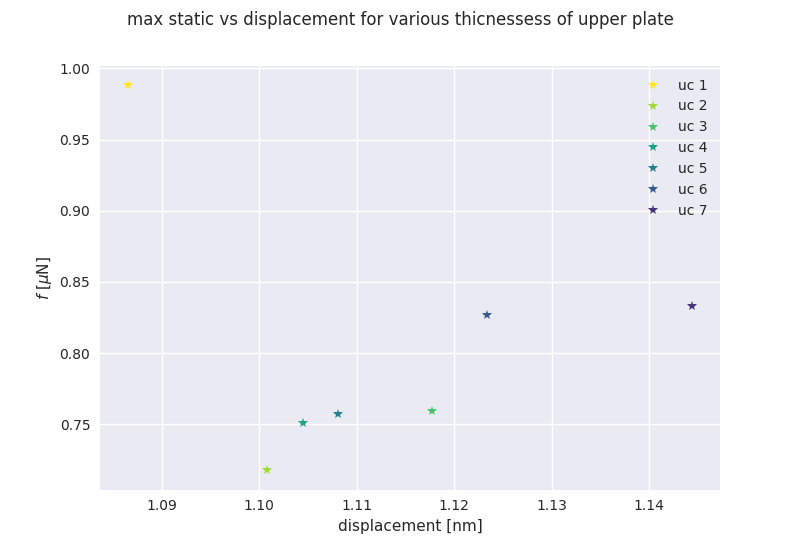 max static vs displacement for various thicnessess of upper plate
1.00
0.95
0.90
0.85
0.80
0.75
f [μN]
uc 1
uc 2
uc 3
uc 4
uc 5
uc 6
uc 7
1.09 1.10 1.11 1.12 1.13 1.14
displacement [nm]